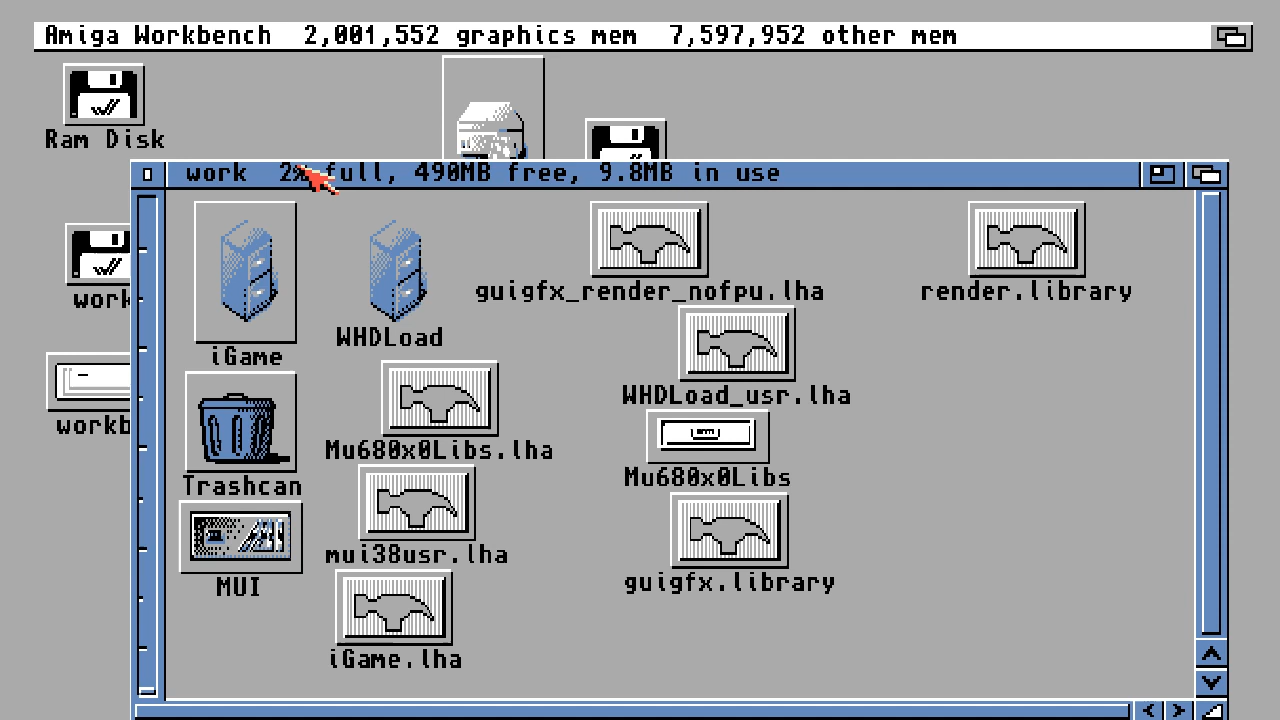 Amiga Workbench 2,001,552 graphics mem 7,597,952 other mem
Ram Disk
work 2% full, 490MB free, 9.8MB in use
work
workb
iGame
WHDLoad
guigfx_render_nofpu.lha
render.library
WHDLoad_usr.lha
Mu680x0Libs.lha
Mu680x0Libs
Trashcan
mui38usr.lha
guigfx.library
MUI
iGame.lha